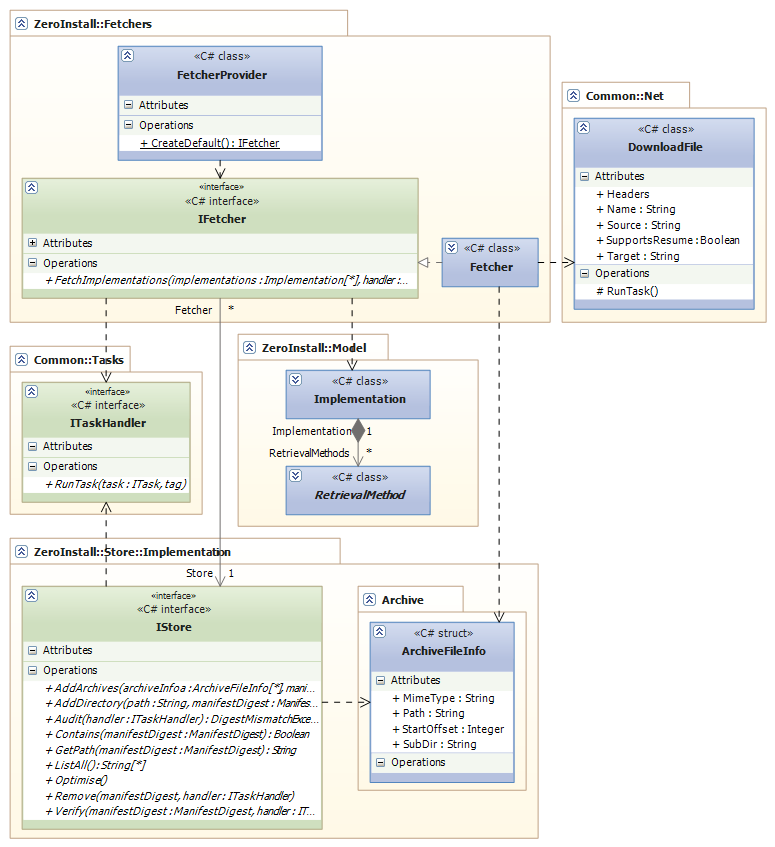 ZeroInstall::Fetchers
«C# class»
FetcherProvider
Attributes
Operations
+ CreateDefault() : IFetcher
«interface»
«C# interface»
IFetcher
Attributes
Operations
+ FetchImplementations(implementations : Implementation[*], handler :...
«C# class»
Fetcher
Common::Net
«C# class»
DownloadFile
Attributes
+ Headers
+ Name : String
+ Source : String
+ SupportsResume : Boolean
+ Target : String
Operations
# RunTask()
Fetcher *
Common::Tasks
«interface»
«C# interface»
ITaskHandler
Attributes
Operations
+ RunTask(task : ITask, tag)
ZeroInstall::Model
«C# class»
Implementation
Implementation 1
RetrievalMethods *
«C# class»
RetrievalMethod
ZeroInstall::Store::Implementation
Store 1
«interface»
«C# interface»
IStore
Attributes
Operations
+ AddArchives(archiveInfoa : ArchiveFileInfo[*], mani...
+ AddDirectory(path : String, manifestDigest : Manifes...
+ Audit(handler : ITaskHandler) : DigestMismatchExce...
+ Contains(manifestDigest : ManifestDigest) : Boolean
+ GetPath(manifestDigest : ManifestDigest) : String
+ ListAll() : String[*]
+ Optimise()
+ Remove(manifestDigest, handler : ITaskHandler)
+ Verify(manifestDigest : ManifestDigest, handler : IT...
Archive
«C# struct»
ArchiveFileInfo
Attributes
+ MimeType : String
+ Path : String
+ StartOffset : Integer
+ SubDir : String
Operations